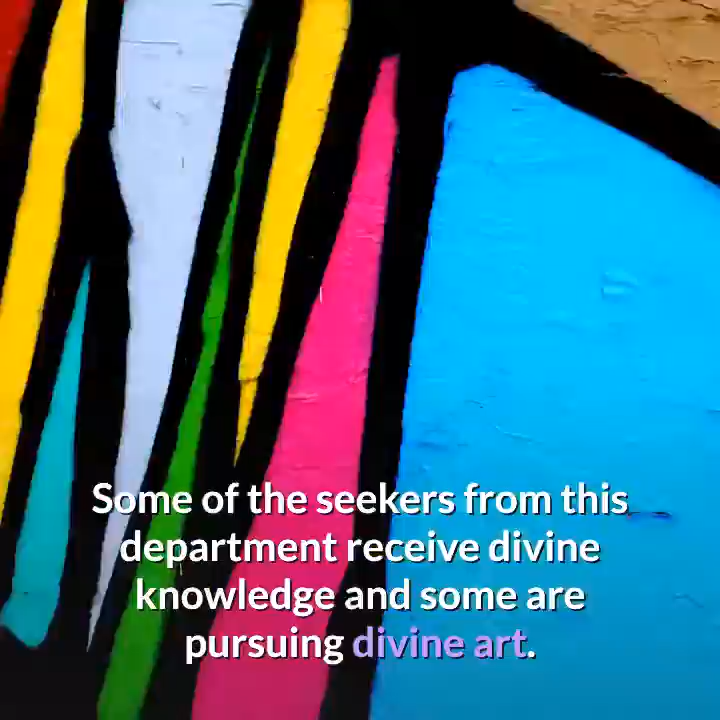 Some of the seekers from this
department receive divine
knowledge and some are
pursuing divine art.